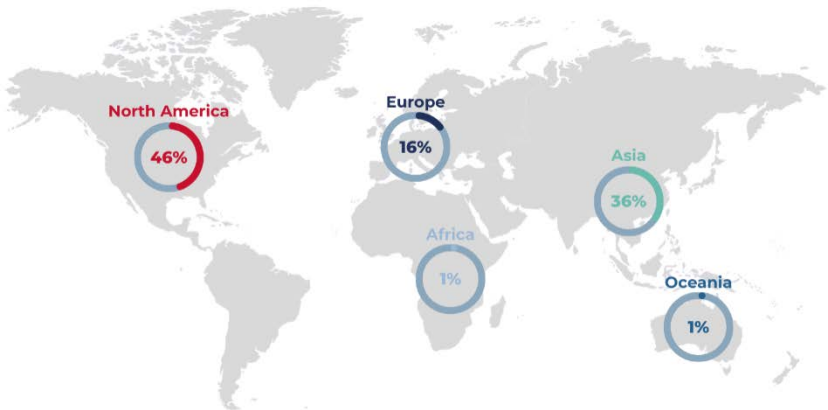 North America
46%
Europe
16%
Asia
36%
Africa
1%
Oceania
1%